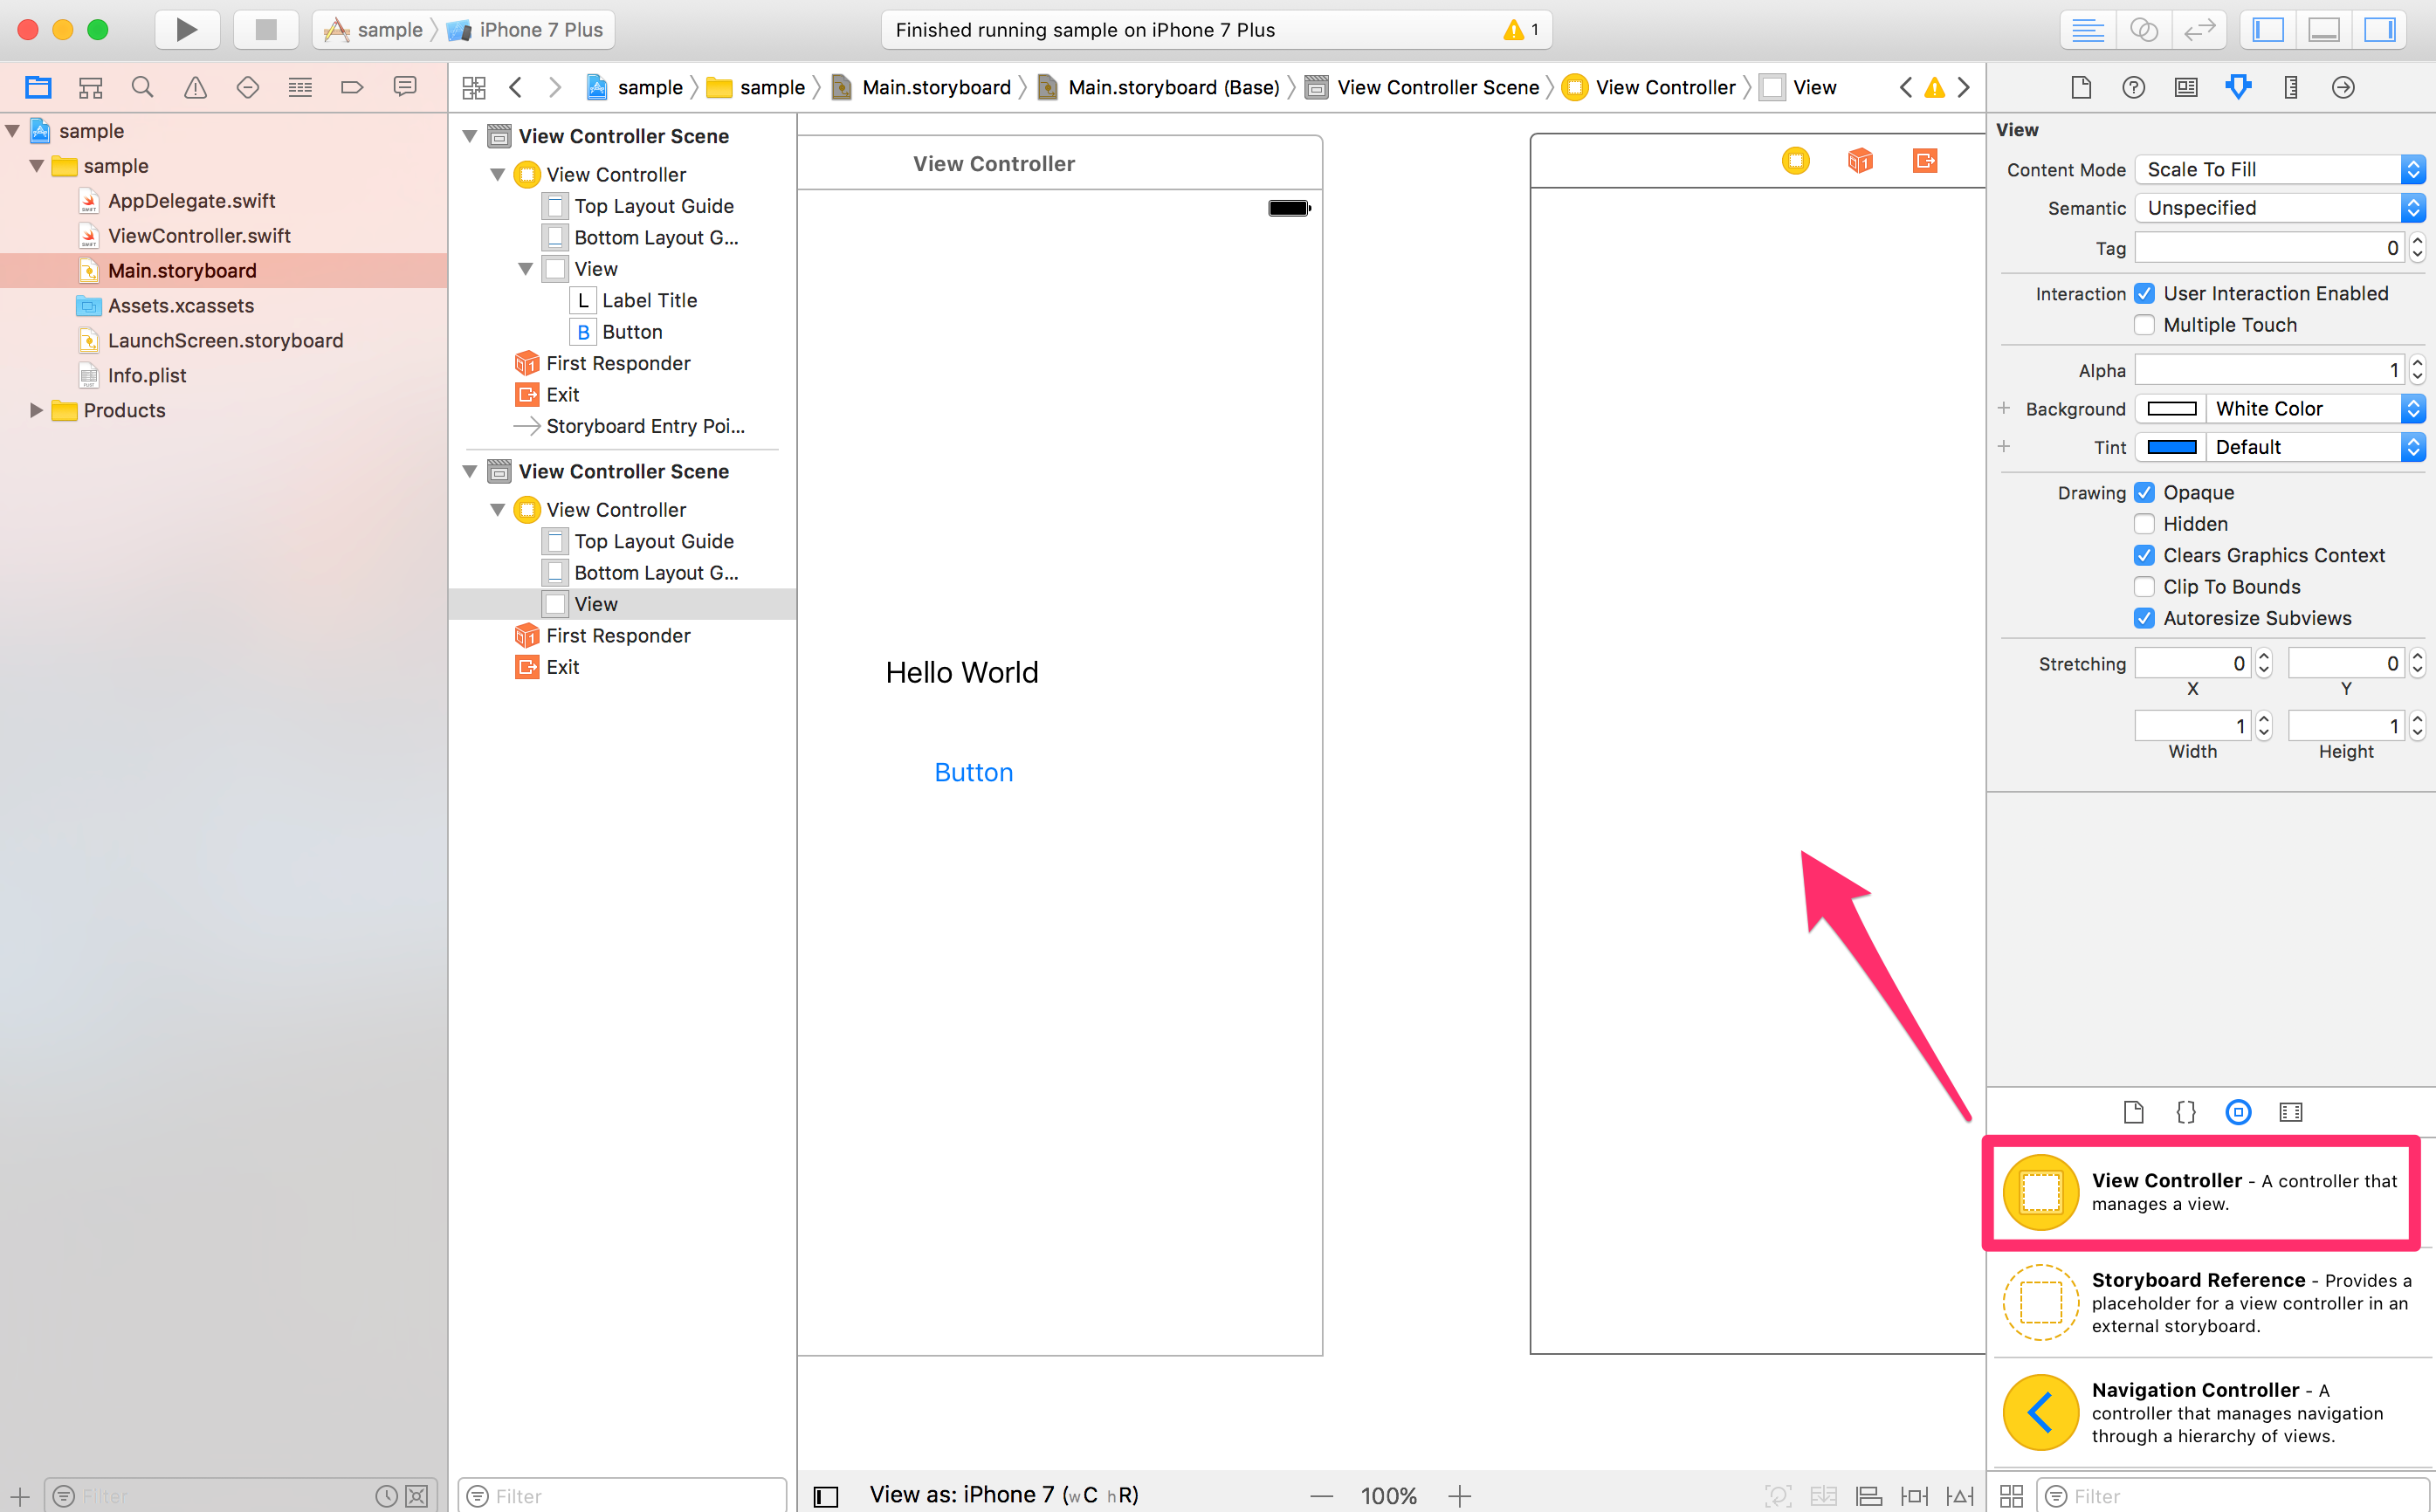 sample
iPhone 7 Plus
Finished running sample on iPhone 7 Plus
1
sample
sample
Main.storyboard
Main.storyboard (Base)
View Controller Scene
View Controller
View
sample
sample
AppDelegate.swift
ViewController.swift
Main.storyboard
Assets.xcassets
LaunchScreen.storyboard
Info.plist
Products
Filter
View Controller Scene
View Controller
Top Layout Guide
Bottom Layout G...
View
L Label Title
B Button
First Responder
Exit
Storyboard Entry Poi...
View Controller Scene
View Controller
Top Layout Guide
Bottom Layout G...
View
First Responder
Exit
Filter
View Controller
Hello World
Button
View as: iPhone 7 (wC hR)
100%
View
Content Mode Scale To Fill
Semantic Unspecified
Tag 0
Interaction User Interaction Enabled
Multiple Touch
Alpha 1
Background White Color
Tint Default
Drawing Opaque
Hidden
Clears Graphics Context
Clip To Bounds
Autoresize Subviews
Stretching 0 0
X Y
1 1
Width Height
View Controller - A controller that
manages a view.
Storyboard Reference - Provides a
placeholder for a view controller in an
external storyboard.
Navigation Controller - A
controller that manages navigation
through a hierarchy of views.
Filter